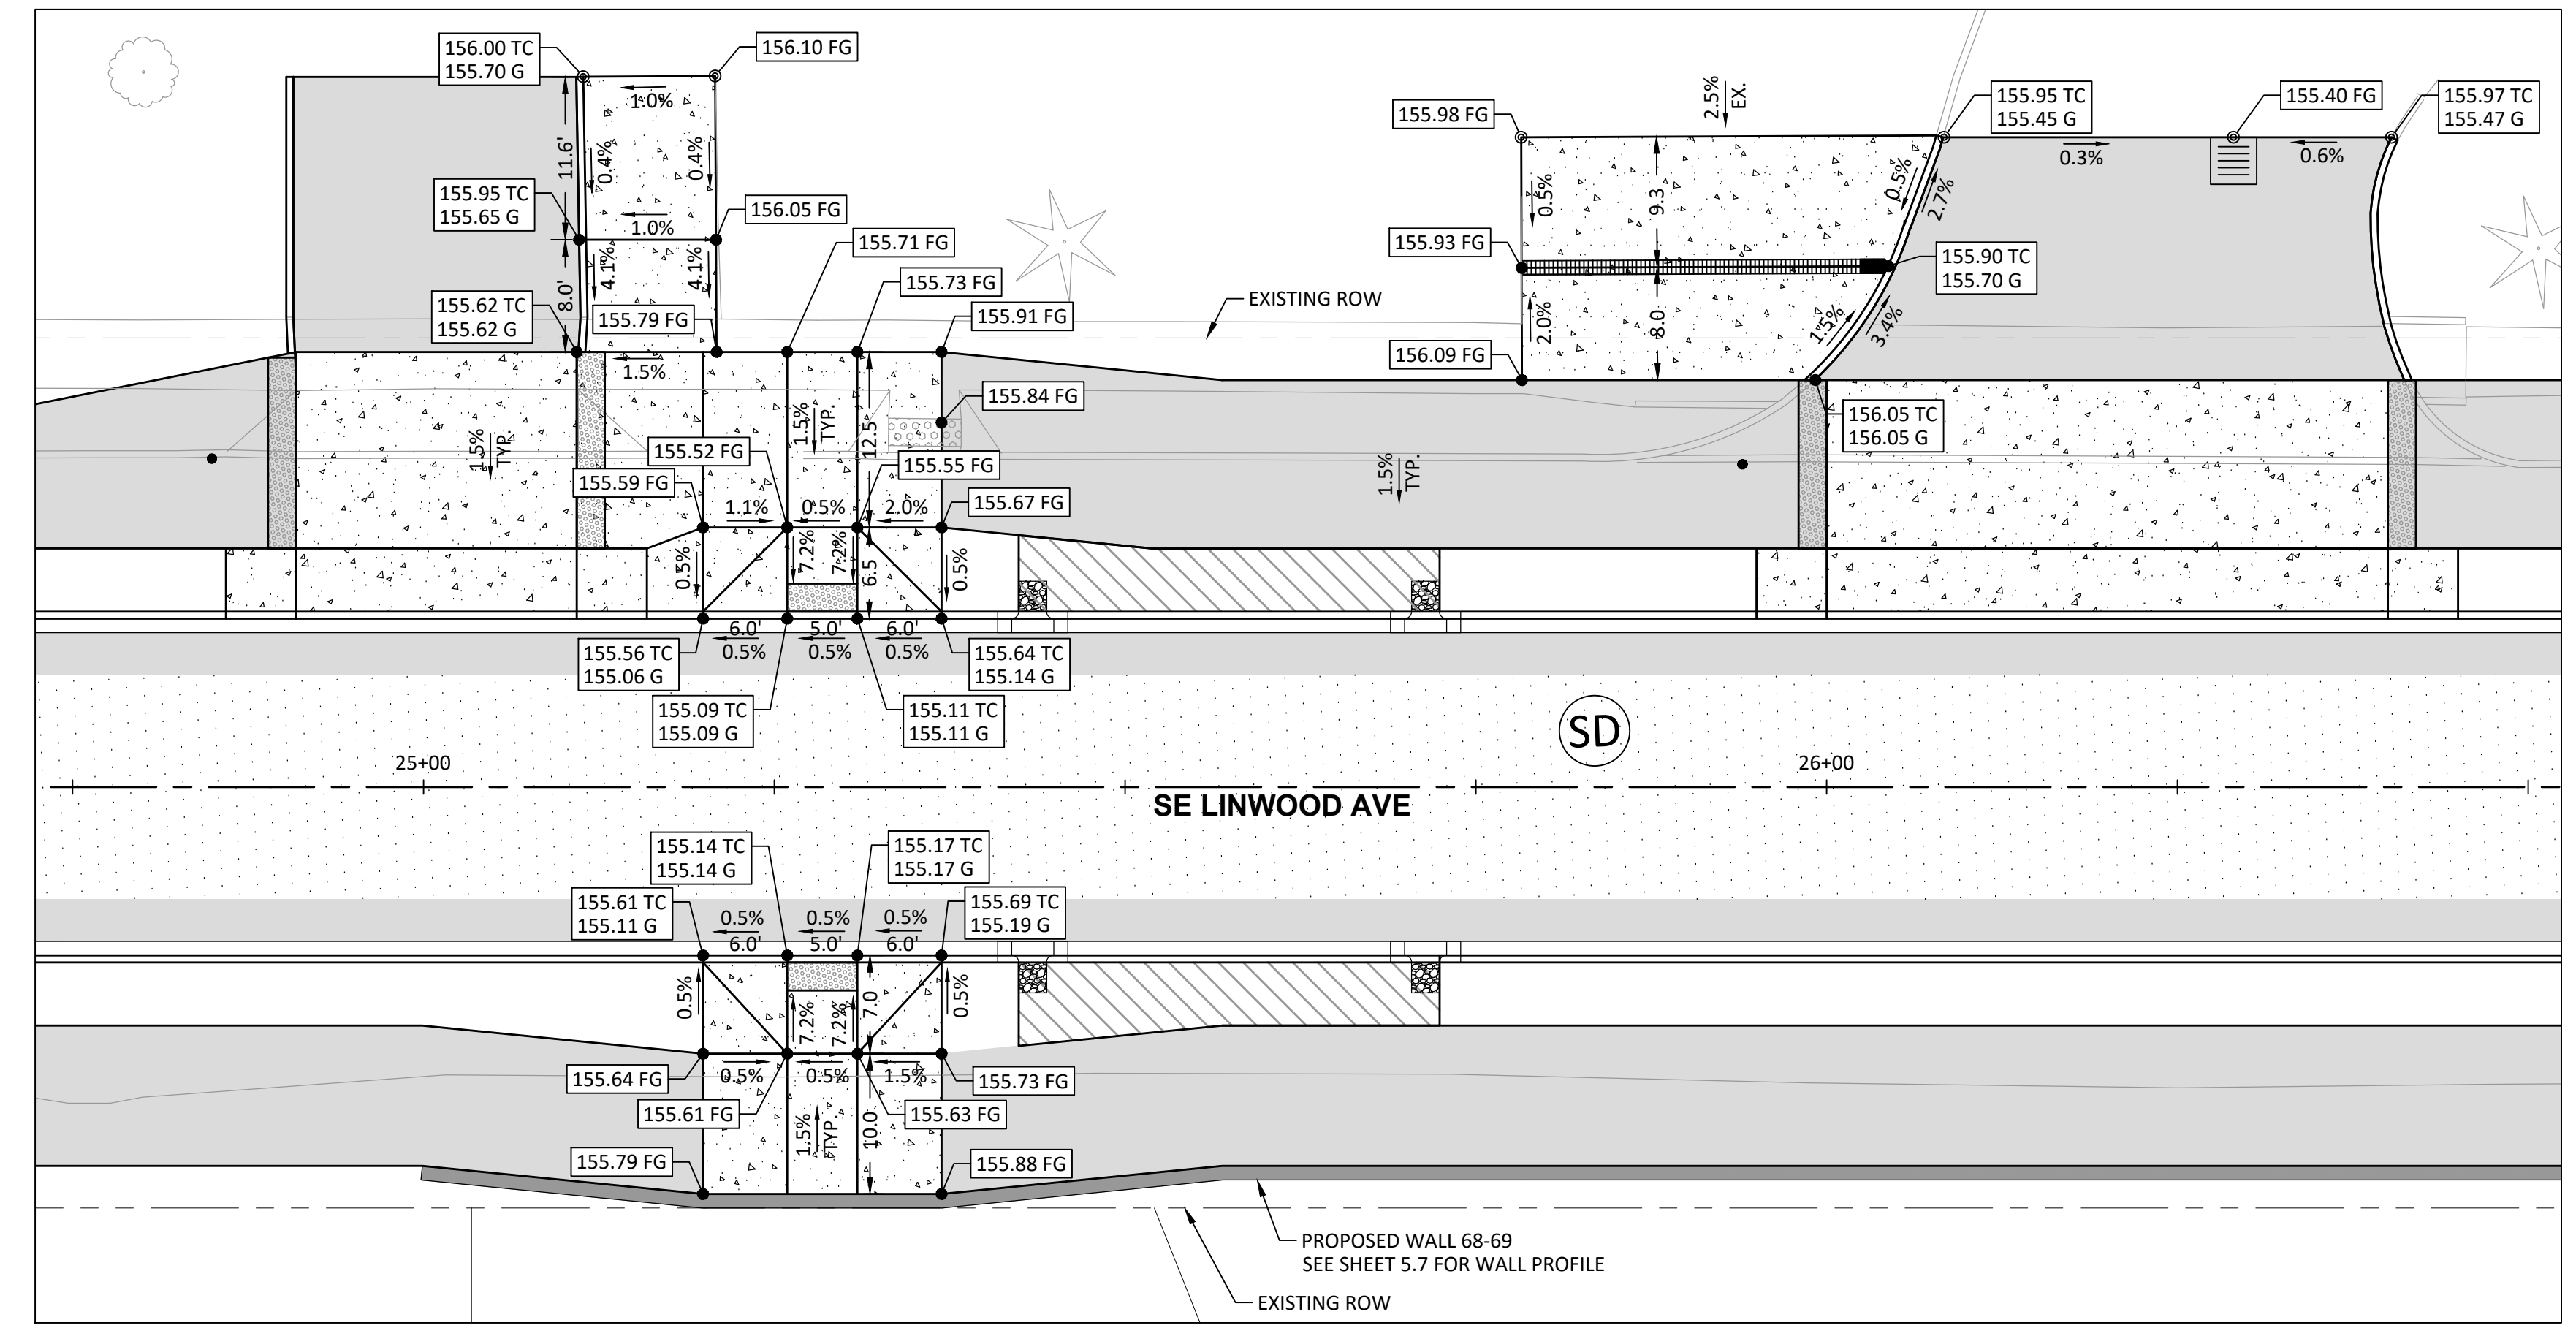 156.00 TC
155.70 G
156.10 FG
1.0%
11.6'
0.4%
0.4%
155.95 TC
155.65 G
156.05 FG
1.0%
4.1%
4.1%
8.0'
155.62 TC
155.62 G
155.79 FG
155.71 FG
155.73 FG
155.91 FG
1.5%
155.84 FG
1.5%
TYP.
1.5%
TYP.
12.5
155.52 FG
155.55 FG
155.59 FG
155.67 FG
1.1%
0.5%
2.0%
0.5%
7.2%
7.2%
6.5
0.5%
6.0'
5.0'
6.0'
0.5%
0.5%
0.5%
155.56 TC
155.06 G
155.64 TC
155.14 G
155.09 TC
155.09 G
155.11 TC
155.11 G
EXISTING ROW
2.5%
EX.
155.98 FG
155.95 TC
155.45 G
155.40 FG
155.97 TC
155.47 G
0.3%
0.6%
0.5%
9.3
0.5%
2.7%
155.93 FG
155.90 TC
155.70 G
2.0%
8.0
1.5%
3.4%
156.09 FG
156.05 TC
156.05 G
1.5%
TYP.
SD
25+00
26+00
SE LINWOOD AVE
155.14 TC
155.14 G
155.17 TC
155.17 G
155.61 TC
155.11 G
155.69 TC
155.19 G
0.5%
0.5%
0.5%
6.0'
5.0'
6.0'
0.5%
7.2%
7.2%
7.0
0.5%
155.64 FG
0.5%
0.5%
1.5%
155.73 FG
155.61 FG
155.63 FG
1.5%
TYP.
10.0
155.79 FG
155.88 FG
PROPOSED WALL 68-69
SEE SHEET 5.7 FOR WALL PROFILE
EXISTING ROW